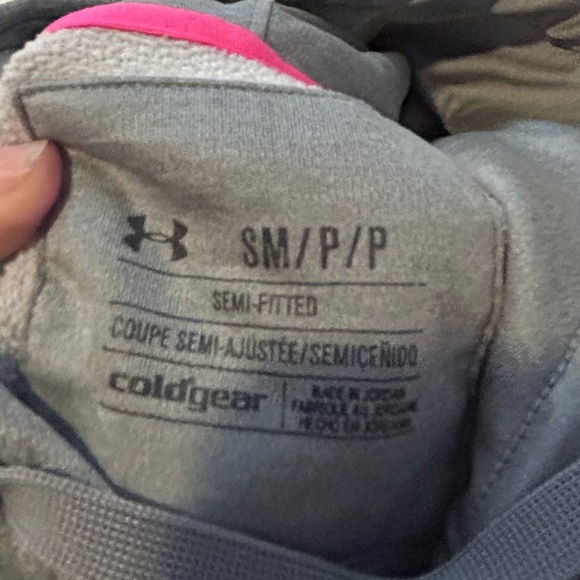 SM/P/P
SEMI-FITTED
COUPE SEMI-AJUSTÉE/SEMICEÑIDO
coldgear
MADE IN JORDAN
FABRIQUÉ AU JORDANIE
HECHO EN JORDANIA